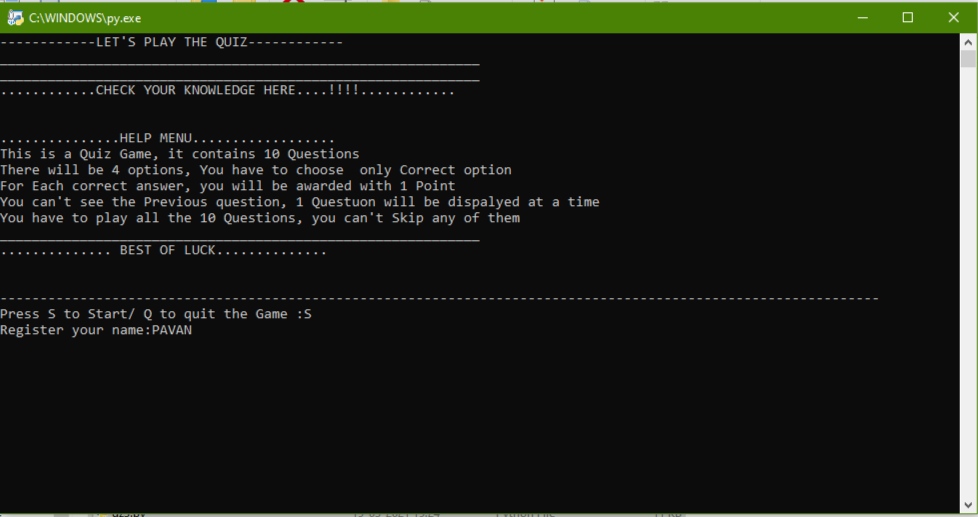 C:\WINDOWS\py.exe
------------LET'S PLAY THE QUIZ------------
____________________________________________________________
____________________________________________________________
............CHECK YOUR KNOWLEDGE HERE....!!!!............
...............HELP MENU..................
This is a Quiz Game, it contains 10 Questions
There will be 4 options, You have to choose  only Correct option
For Each correct answer, you will be awarded with 1 Point
You can't see the Previous question, 1 Questuon will be dispalyed at a time
You have to play all the 10 Questions, you can't Skip any of them
____________________________________________________________
.............. BEST OF LUCK..............
--------------------------------------------------------------------------------------------------------------
Press S to Start/ Q to quit the Game :S
Register your name:PAVAN